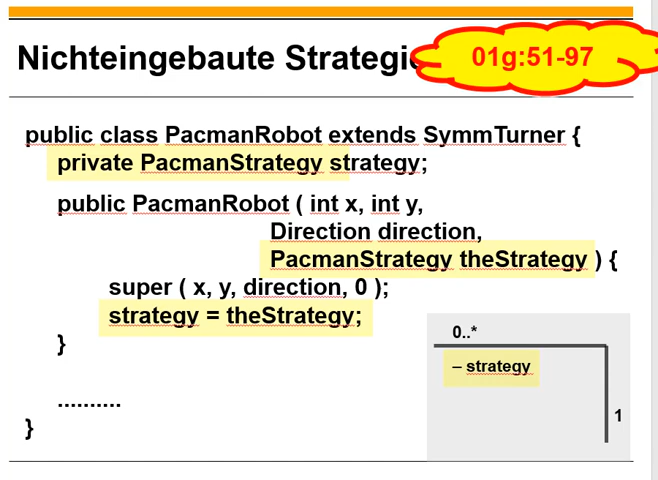 Nichteingebaute Strategie
01g:51-97
public class PacmanRobot extends SymmTurner {
private PacmanStrategy strategy;
public PacmanRobot ( int x, int y,
Direction direction,
PacmanStrategy theStrategy ) {
super ( x, y, direction, 0 );
strategy = theStrategy;
}
..........
}
0..*
– strategy
1